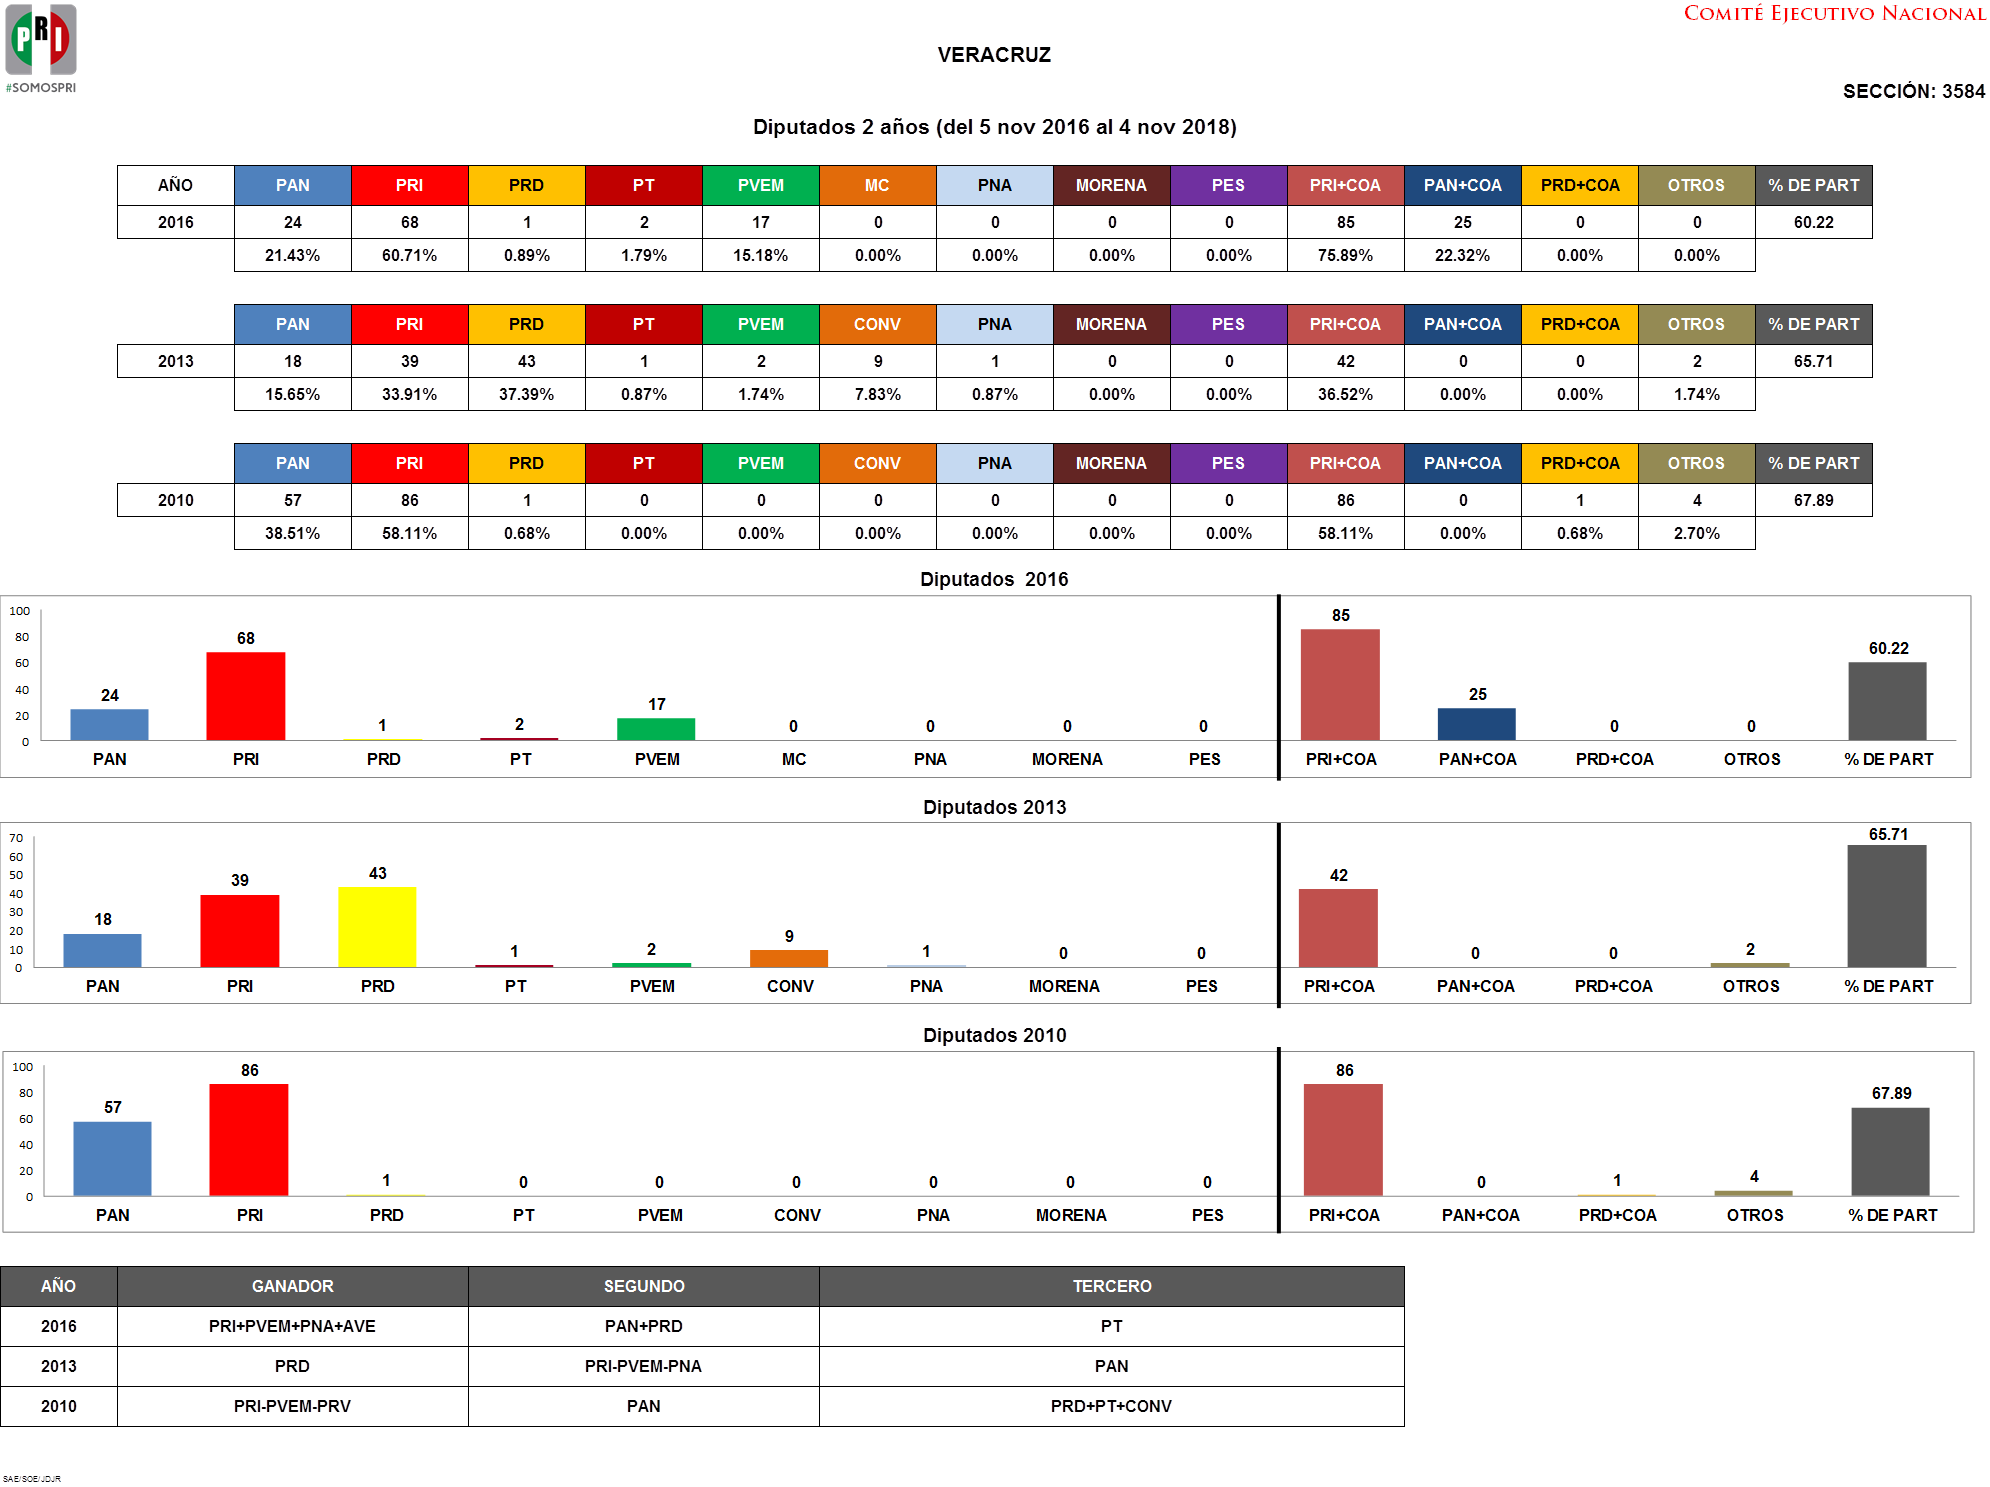 PRI
#SOMOSPRI
COMITÉ EJECUTIVO NACIONAL
VERACRUZ
SECCIÓN: 3584
Diputados 2 años (del 5 nov 2016 al 4 nov 2018)
AÑO PAN PRI PRD PT PVEM MC PNA MORENA PES PRI+COA PAN+COA PRD+COA OTROS % DE PART
2016 24 68 1 2 17 0 0 0 0 85 25 0 0 60.22
21.43% 60.71% 0.89% 1.79% 15.18% 0.00% 0.00% 0.00% 0.00% 75.89% 22.32% 0.00% 0.00%
PAN PRI PRD PT PVEM CONV PNA MORENA PES PRI+COA PAN+COA PRD+COA OTROS % DE PART
2013 18 39 43 1 2 9 1 0 0 42 0 0 2 65.71
15.65% 33.91% 37.39% 0.87% 1.74% 7.83% 0.87% 0.00% 0.00% 36.52% 0.00% 0.00% 1.74%
PAN PRI PRD PT PVEM CONV PNA MORENA PES PRI+COA PAN+COA PRD+COA OTROS % DE PART
2010 57 86 1 0 0 0 0 0 0 86 0 1 4 67.89
38.51% 58.11% 0.68% 0.00% 0.00% 0.00% 0.00% 0.00% 0.00% 58.11% 0.00% 0.68% 2.70%
Diputados 2016
100
80
60
40
20
0
24 68 1 2 17 0 0 0 0 85 25 0 0 60.22
PAN PRI PRD PT PVEM MC PNA MORENA PES PRI+COA PAN+COA PRD+COA OTROS % DE PART
Diputados 2013
70
60
50
40
30
20
10
0
18 39 43 1 2 9 1 0 0 42 0 0 2 65.71
PAN PRI PRD PT PVEM CONV PNA MORENA PES PRI+COA PAN+COA PRD+COA OTROS % DE PART
Diputados 2010
100
80
60
40
20
0
57 86 1 0 0 0 0 0 0 86 0 1 4 67.89
PAN PRI PRD PT PVEM CONV PNA MORENA PES PRI+COA PAN+COA PRD+COA OTROS % DE PART
AÑO GANADOR SEGUNDO TERCERO
2016 PRI+PVEM+PNA+AVE PAN+PRD PT
2013 PRD PRI-PVEM-PNA PAN
2010 PRI-PVEM-PRV PAN PRD+PT+CONV
SAE/SOE/JDJR